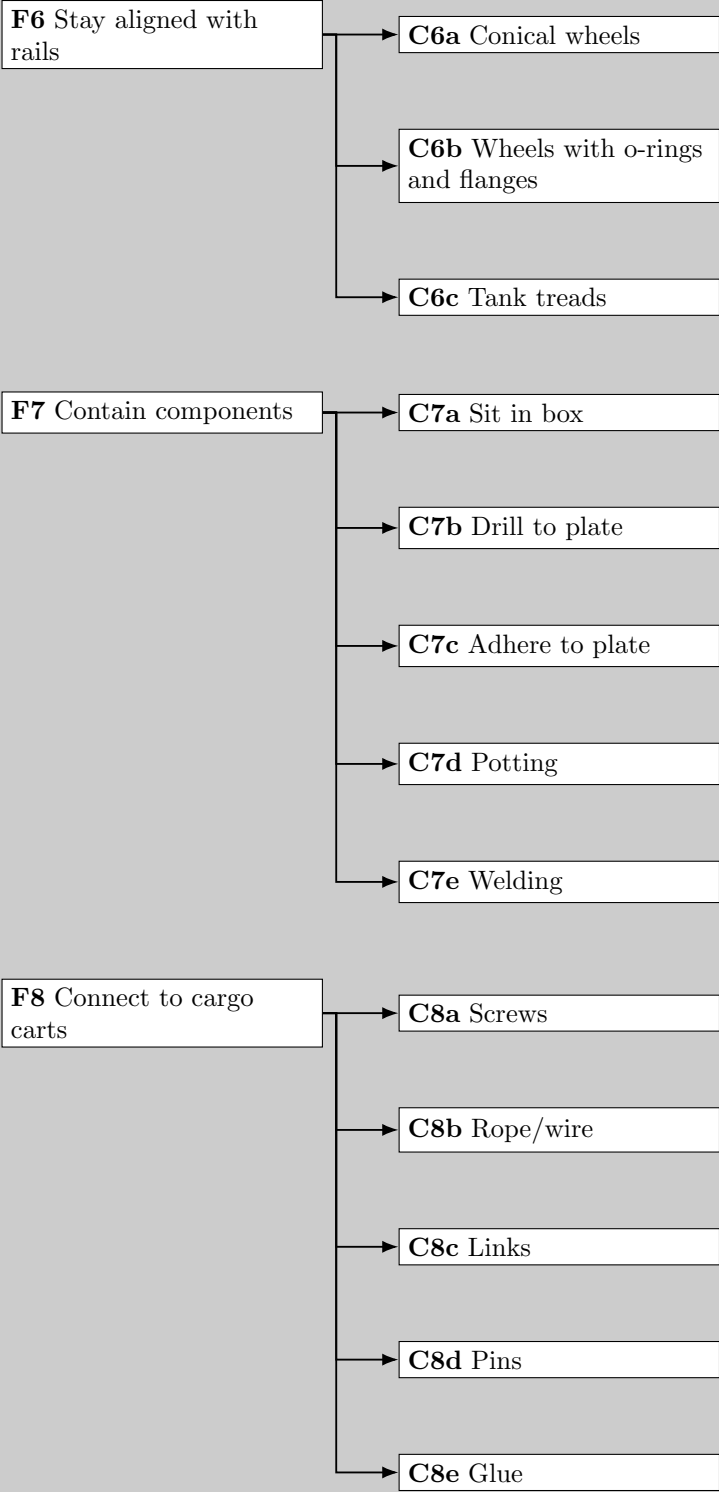 F6 Stay aligned with
rails
C6a Conical wheels
C6b Wheels with o-rings
and flanges
C6c Tank treads
F7 Contain components
C7a Sit in box
C7b Drill to plate
C7c Adhere to plate
C7d Potting
C7e Welding
F8 Connect to cargo
carts
C8a Screws
C8b Rope/wire
C8c Links
C8d Pins
C8e Glue